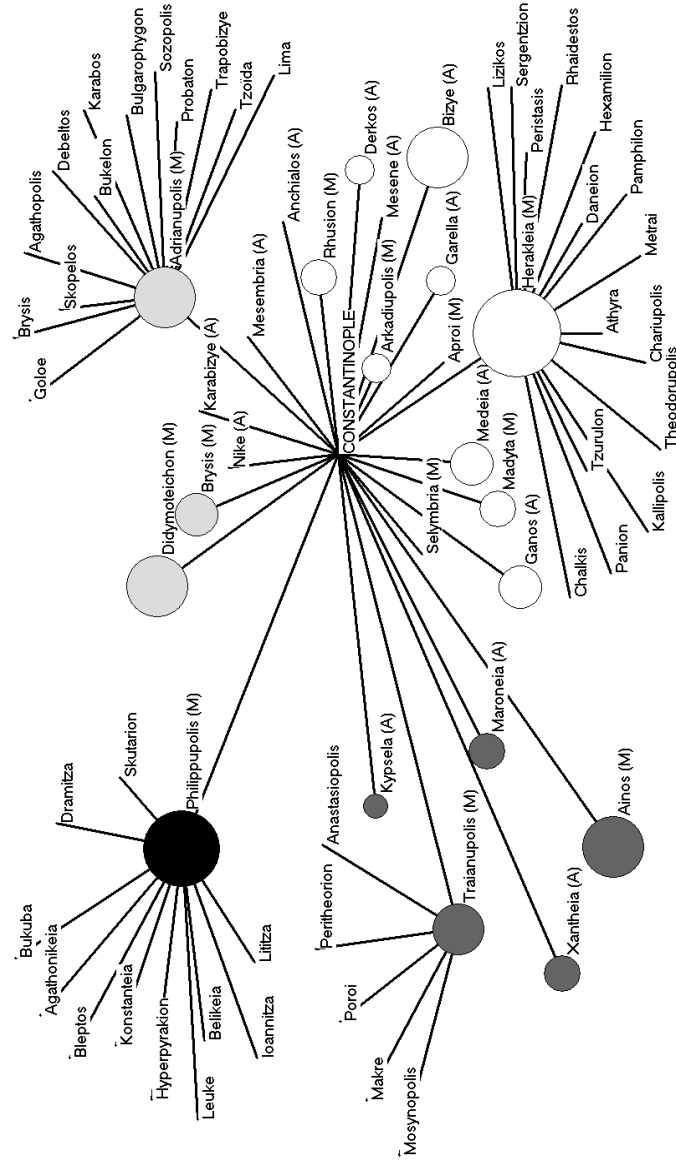 Goloe
Brysis
Skopelos
Agathopolis
Debeltos
Bukelon
Karabos
Bulgarophygon
Sozopolis
Probaton
Trapobizye
Tzoïda
Lima
Adrianupolis (M)
Didymoteichon (M)
Brysis (M)
Nike (A)
Karabizye (A)
Mesembria (A)
Anchialos (A)
Rhusion (M)
CONSTANTINOPLE
Derkos (A)
Arkadiupolis (M)
Mesene (A)
Bizye (A)
Garella (A)
Aproi (M)
Medeia (A)
Madyta (M)
Selymbria (M)
Ganos (A)
Herakleia (M)
Lizikos
Sergentzion
Peristasis
Rhaidestos
Hexamilion
Daneion
Pamphilon
Metrai
Athyra
Chariupolis
Theodorupolis
Tzurulon
Kallipolis
Panion
Chalkis
Philippupolis (M)
Skutarion
Dramitza
Bukuba
Agathonikeia
Bleptos
Konstanteia
Hyperpyrakion
Leuke
Belikeia
Ioannitza
Lititza
Kypsela (A)
Maroneia (A)
Ainos (M)
Xantheia (A)
Traianupolis (M)
Anastasiopolis
Peritheorion
Poroi
Makre
Mosynopolis